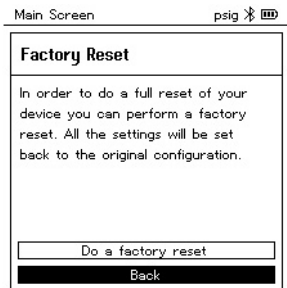 Main Screen psig
Factory Reset
In order to do a full reset of your
device you can perform a factory
reset. All the settings will be set
back to the original configuration.
Do a factory reset
Back